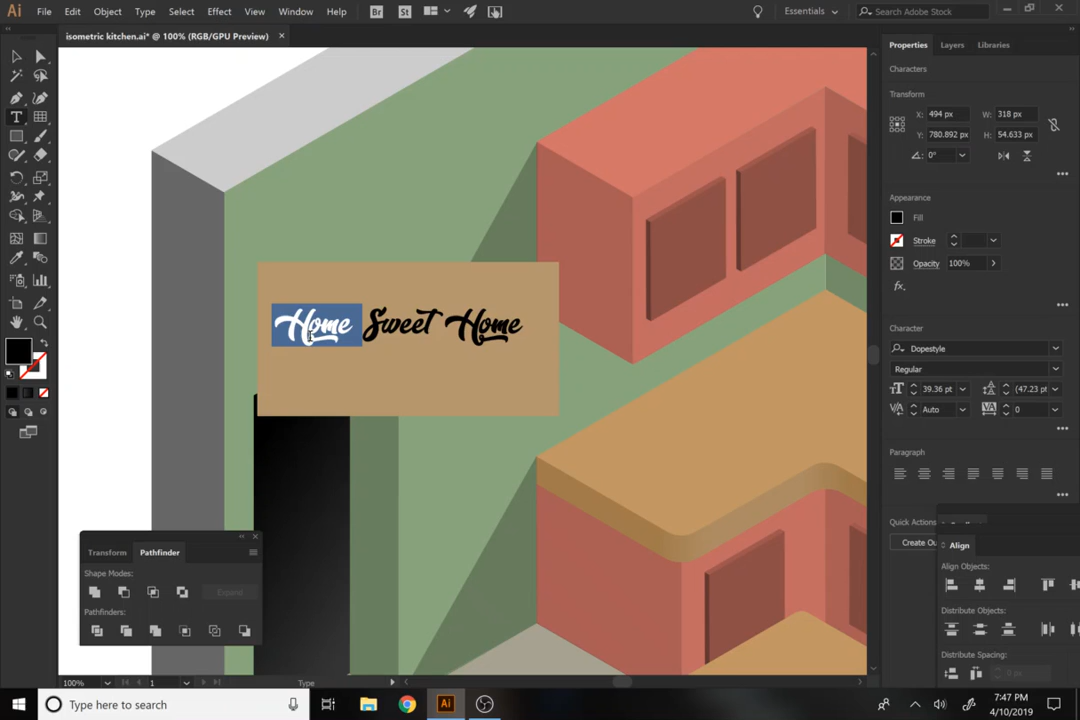 Ai File Edit Object Type Select Effect View Window Help Br St Essentials Search Adobe Stock
isometric kitchen.ai* @ 100% (RGB/GPU Preview) ×
Properties Layers Libraries
Characters
Transform
X: 494 px W: 318 px
Y: 780.892 px H: 54.633 px
0°
Appearance
Fill
Stroke
Opacity 100%
fx.
Home Sweet Home
Character
Dopestyle
Regular
39.36 pt (47.23 pt
Auto 0
Paragraph
Quick Actions
Create Ou
Align
Align Objects:
Distribute Objects:
Distribute Spacing:
0 px
Transform Pathfinder
Shape Modes:
Expand
Pathfinders:
100% 1 Type
Type here to search
Ai
7:47 PM
4/10/2019